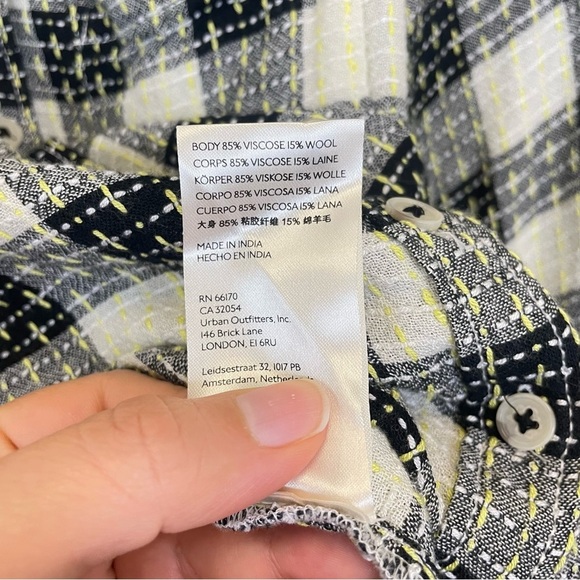 BODY 85% VISCOSE 15% WOOL
CORPS 85% VISCOSE 15% LAINE
KÖRPER 85% VISKOSE 15% WOLLE
CORPO 85% VISCOSA 15% LANA
CUERPO 85% VISCOSA 15% LANA
大身 85% 粘胶纤维 15% 绵羊毛
MADE IN INDIA
HECHO EN INDIA
RN 66170
CA 32054
Urban Outfitters, Inc.
146 Brick Lane
LONDON, E1 6RU
Leidsestraat 32, 1017 PB
Amsterdam, Netherlands